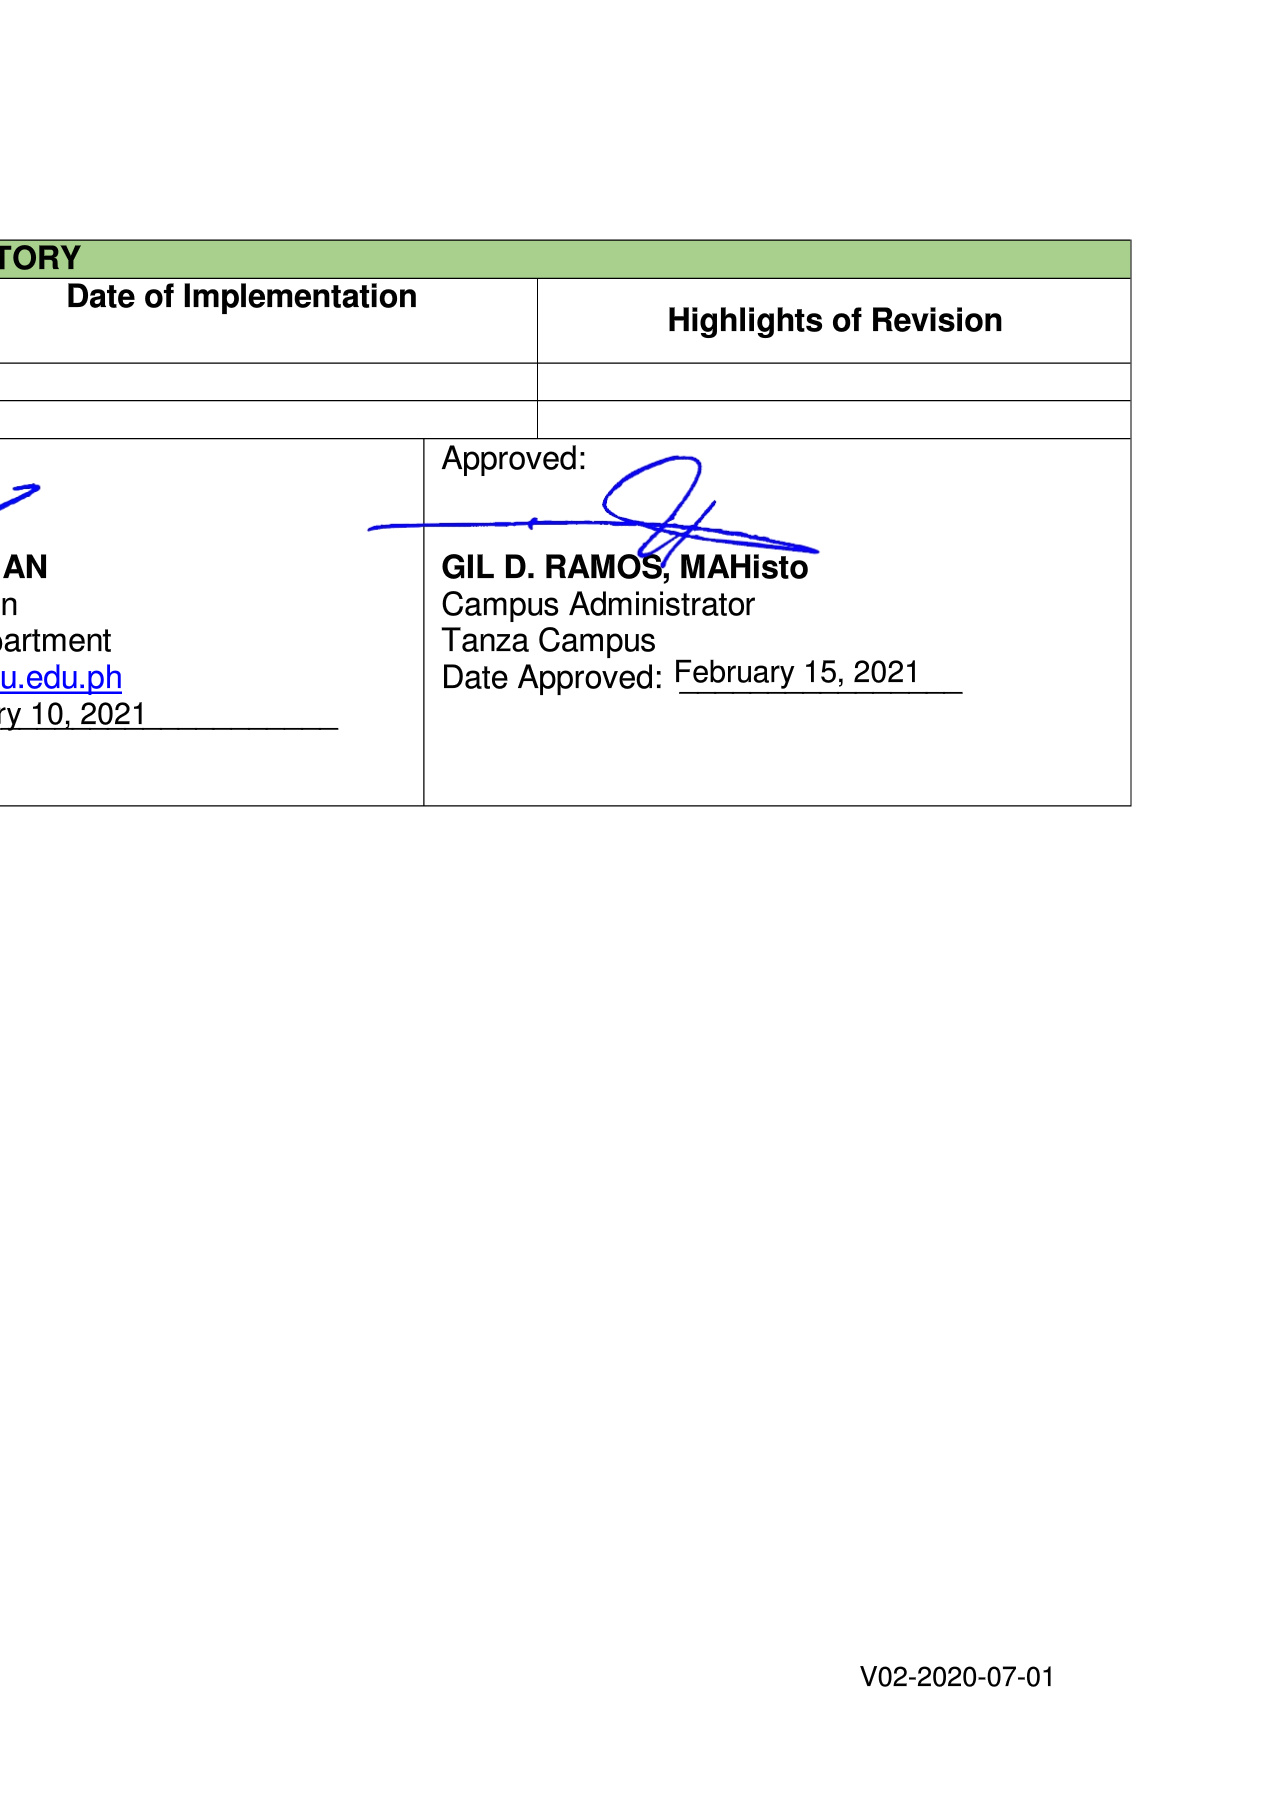 TORY
Date of Implementation
Highlights of Revision
AN
n
partment
u.edu.ph
ry 10, 2021
Approved:
GIL D. RAMOS, MAHisto
Campus Administrator
Tanza Campus
Date Approved: February 15, 2021
V02-2020-07-01